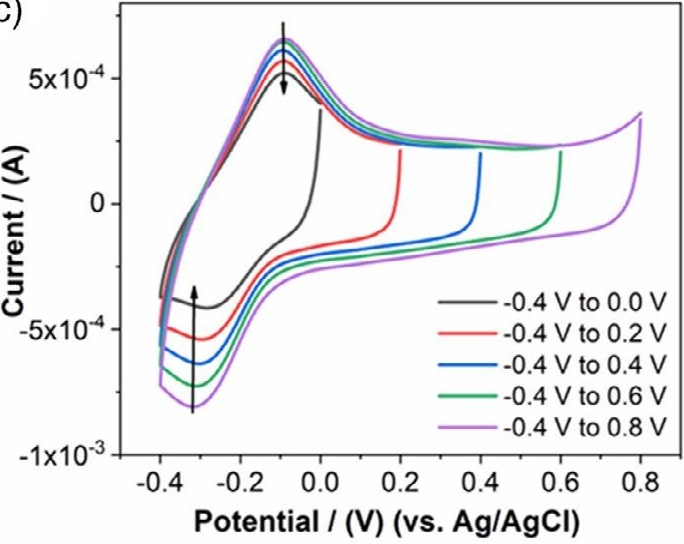 c)
5x10⁻⁴
0
-5x10⁻⁴
-1x10⁻³
Current / (A)
-0.4 V to 0.0 V
-0.4 V to 0.2 V
-0.4 V to 0.4 V
-0.4 V to 0.6 V
-0.4 V to 0.8 V
-0.4 -0.2 0.0 0.2 0.4 0.6 0.8
Potential / (V) (vs. Ag/AgCl)